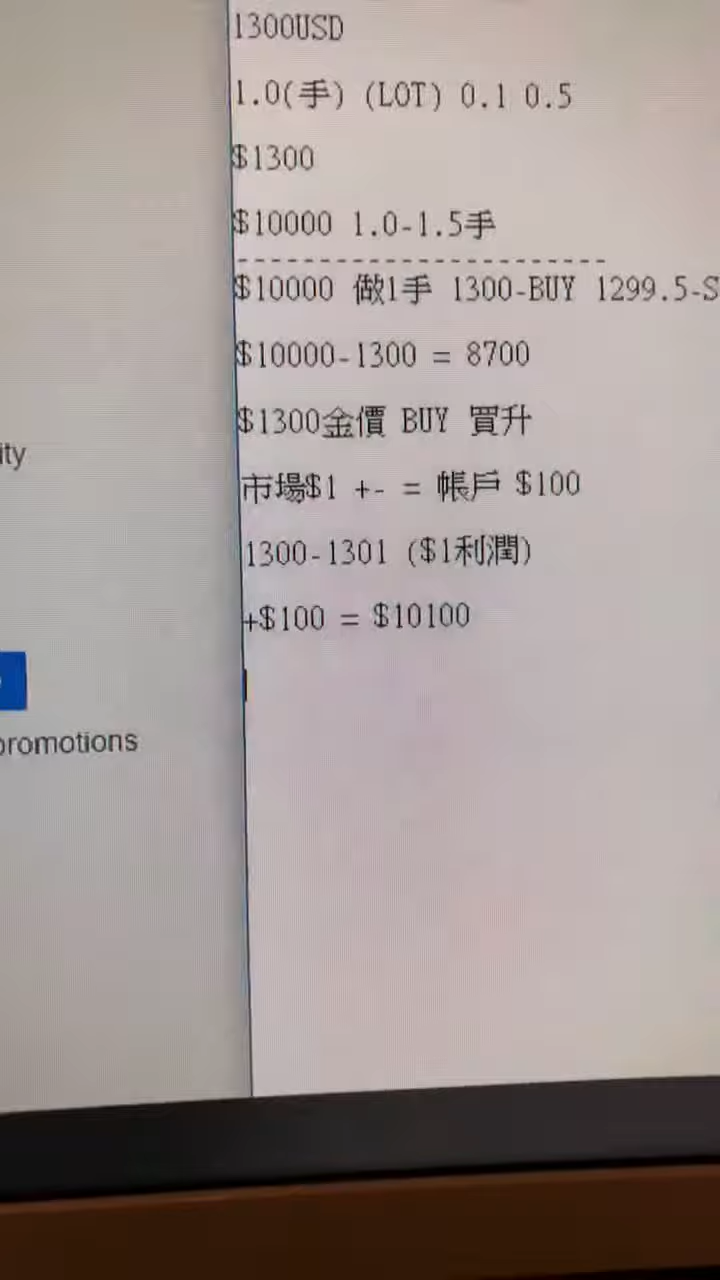 1300USD
1.0(手) (LOT) 0.1 0.5
$1300
$10000 1.0-1.5手
-----------------------
$10000 做1手 1300-BUY 1299.5-S
$10000-1300 = 8700
$1300金價 BUY 買升
市場$1 +- = 帳戶 $100
1300-1301 ($1利潤)
+$100 = $10100
ity
promotions